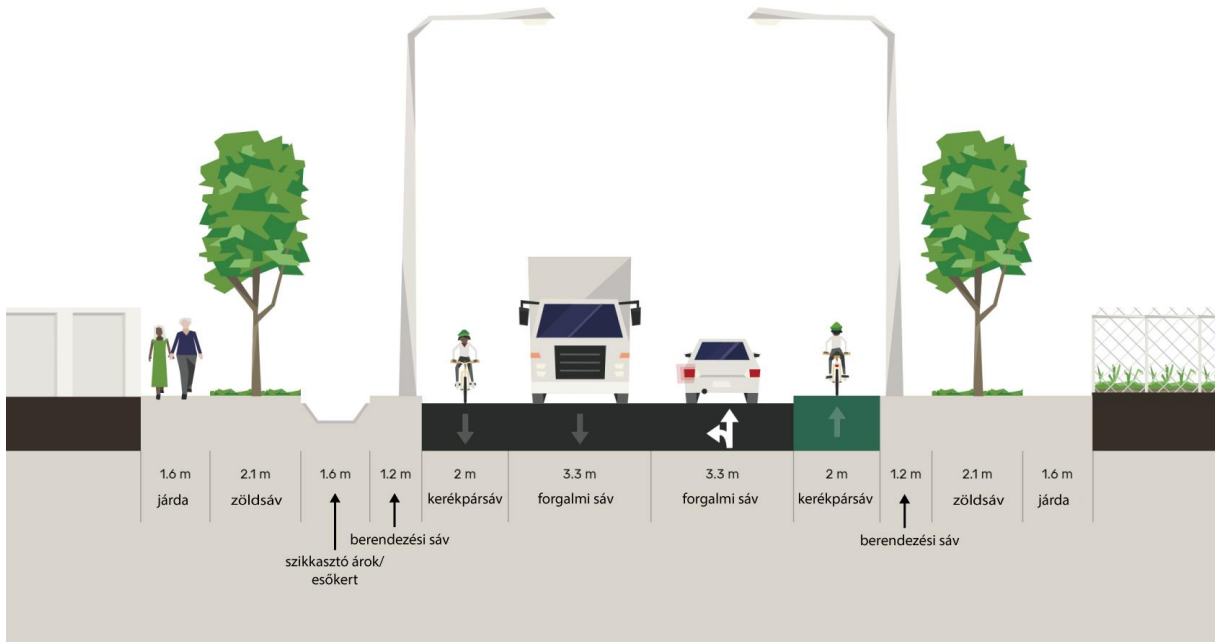 1.6 m
2.1 m
1.6 m
1.2 m
2 m
3.3 m
3.3 m
2 m
1.2 m
2.1 m
1.6 m
járda
zöldsáv
kerékpársáv
forgalmi sáv
forgalmi sáv
kerékpársáv
zöldsáv
járda
berendezési sáv
berendezési sáv
szikkasztó árok/
esőkert